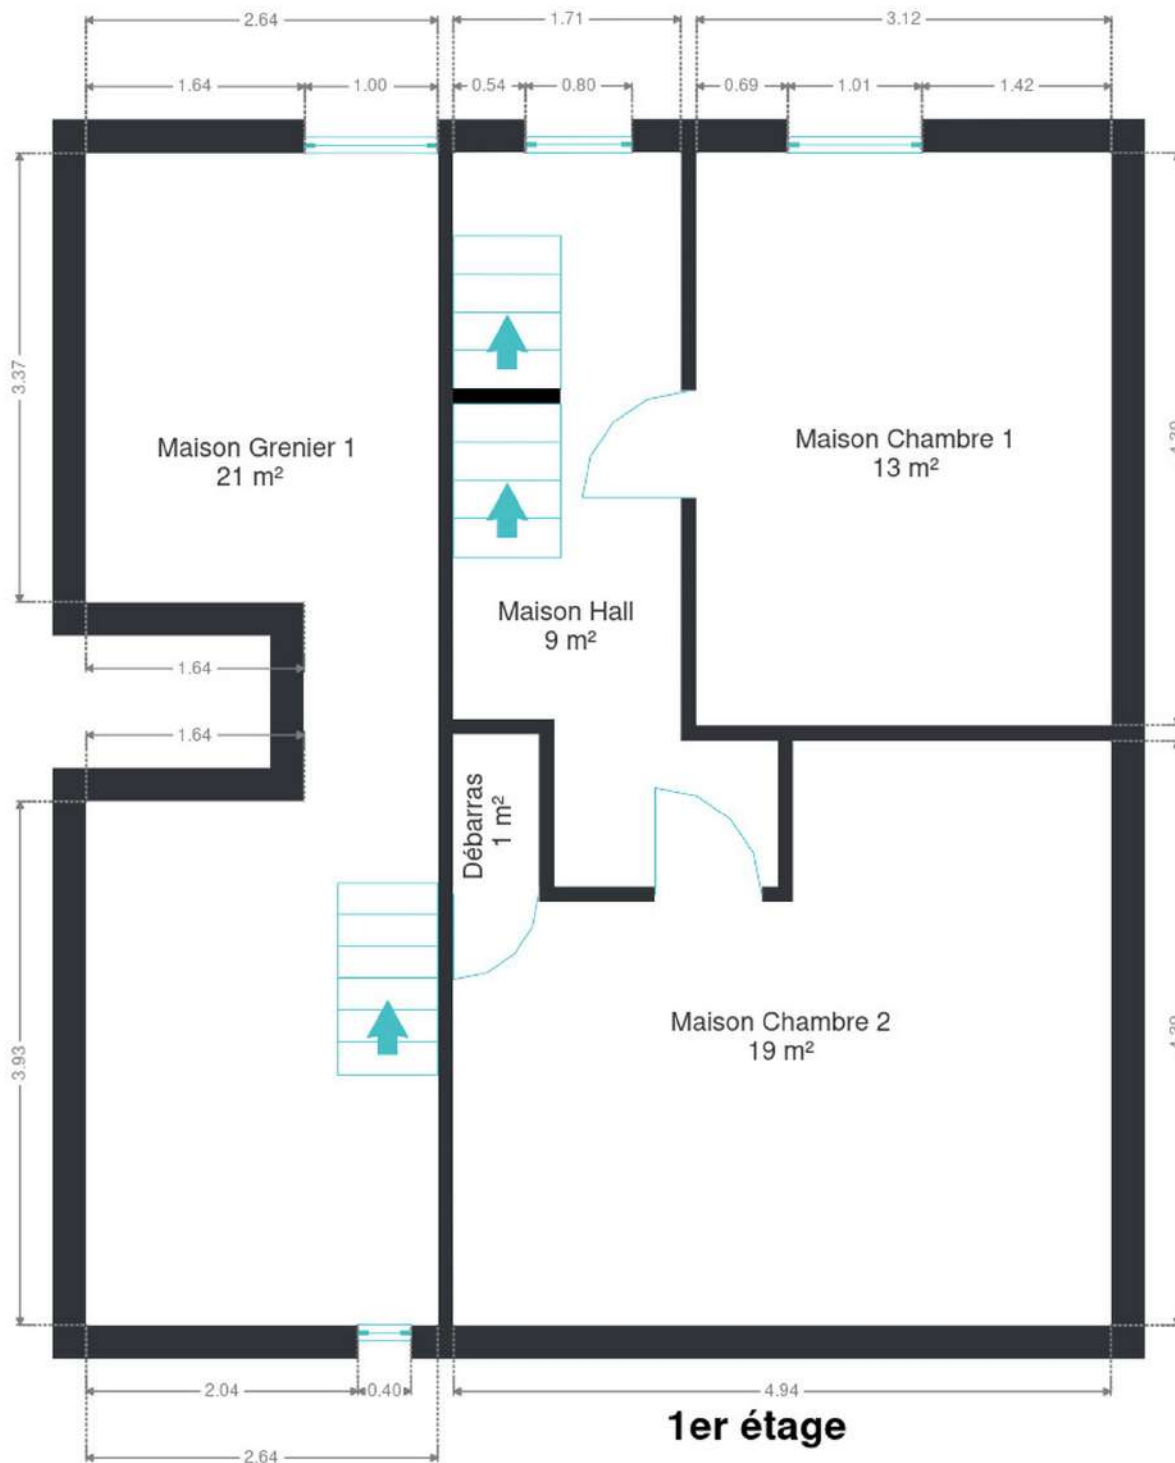 2.64
1.71
3.12
1.64
1.00
0.54
0.80
0.69
1.01
1.42
3.37
Maison Grenier 1
21 m²
Maison Chambre 1
13 m²
Maison Hall
9 m²
1.64
1.64
Débarras
1 m²
Maison Chambre 2
19 m²
3.93
2.04
0.40
4.94
2.64
1er étage